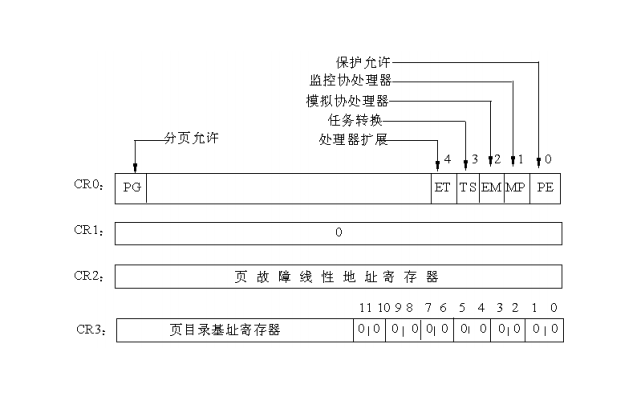 保护允许
监控协处理器
模拟协处理器
任务转换
分页允许 处理器扩展
4 3 2 1 0
CR0: PG ET TS EM MP PE
CR1: 0
CR2: 页故障线性地址寄存器
11 10 9 8 7 6 5 4 3 2 1 0
CR3: 页目录基址寄存器 0 0 0 0 0 0 0 0 0 0 0 0